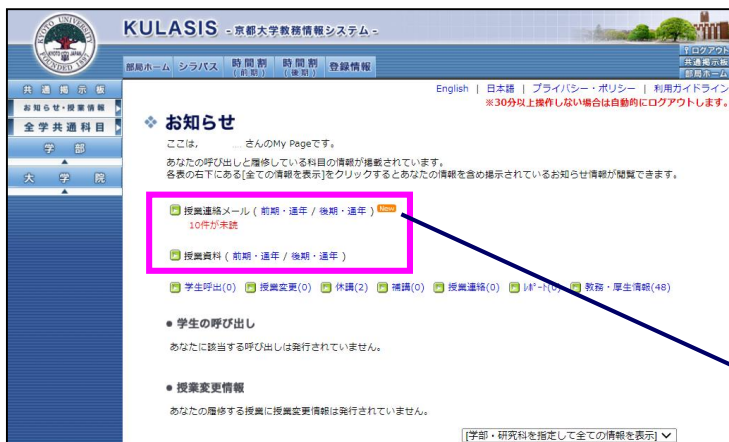 KULASIS -京都大学教務情報システム-
ログアウト
共通掲示板
部局ホーム
部局ホーム シラバス 時間割(前期) 時間割(後期) 登録情報
共通掲示板
お知らせ・授業情報
全学共通科目
学部
大学院
English | 日本語 | プライバシー・ポリシー | 利用ガイドライン
※30分以上操作しない場合は自動的にログアウトします。
お知らせ
ここは, さんのMy Pageです。
あなたの呼び出しと履修している科目の情報が掲載されています。
各表の右下にある[全ての情報を表示]をクリックするとあなたの情報を含め掲示されているお知らせ情報が閲覧できます。
授業連絡メール ( 前期・通年 / 後期・通年 ) New
10件が未読
授業資料 ( 前期・通年 / 後期・通年 )
学生呼出(0) 授業変更(0) 休講(2) 補講(0) 授業連絡(0) ﾚﾎﾟｰﾄ(0) 教務・厚生情報(48)
● 学生の呼び出し
あなたに該当する呼び出しは発行されていません。
● 授業変更情報
あなたの履修する授業に授業変更情報は発行されていません。
[学部・研究科を指定して全ての情報を表示]